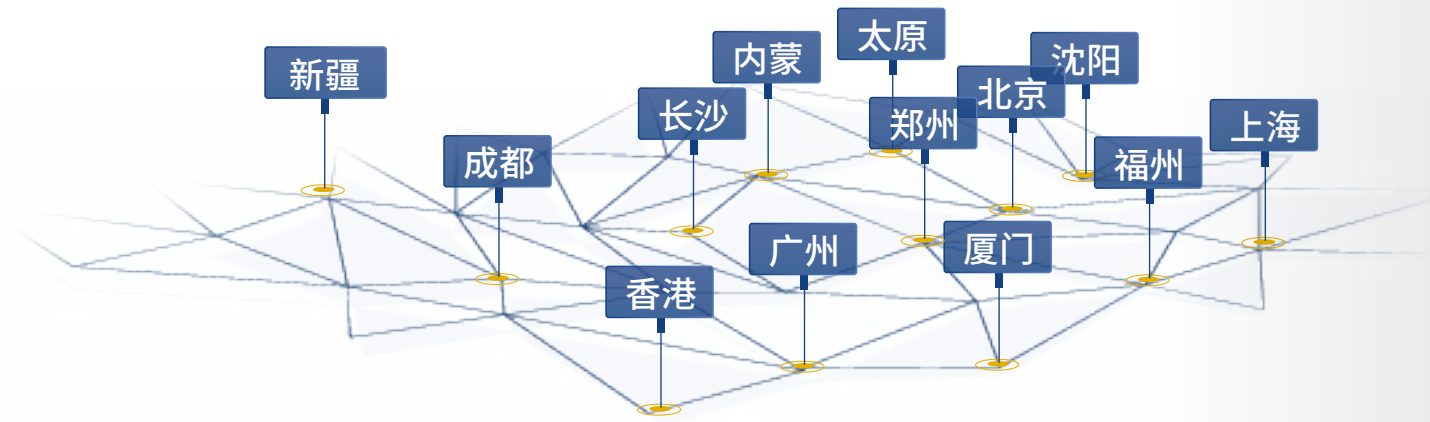 太原
内蒙
沈阳
新疆
北京
长沙
郑州
上海
成都
福州
广州
厦门
香港